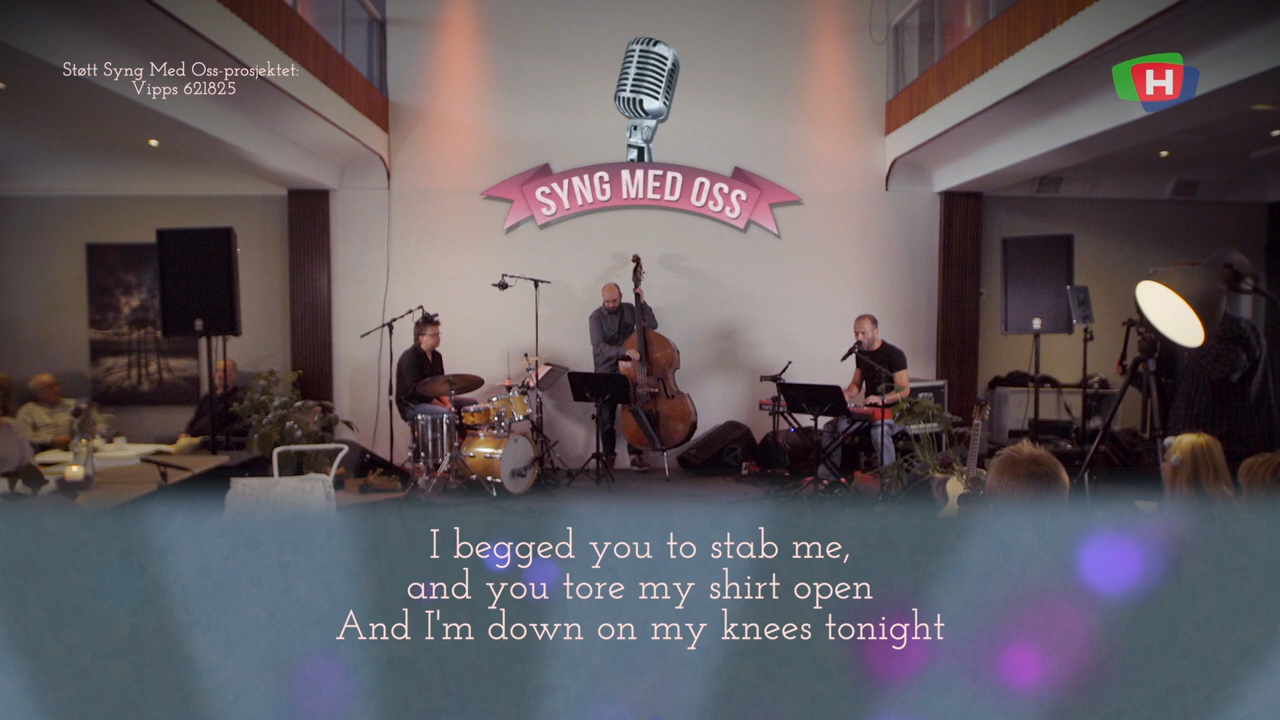 Støtt Syng Med Oss-prosjektet:
Vipps 621825
H
SYNG MED OSS
I begged you to stab me,
and you tore my shirt open
And I'm down on my knees tonight